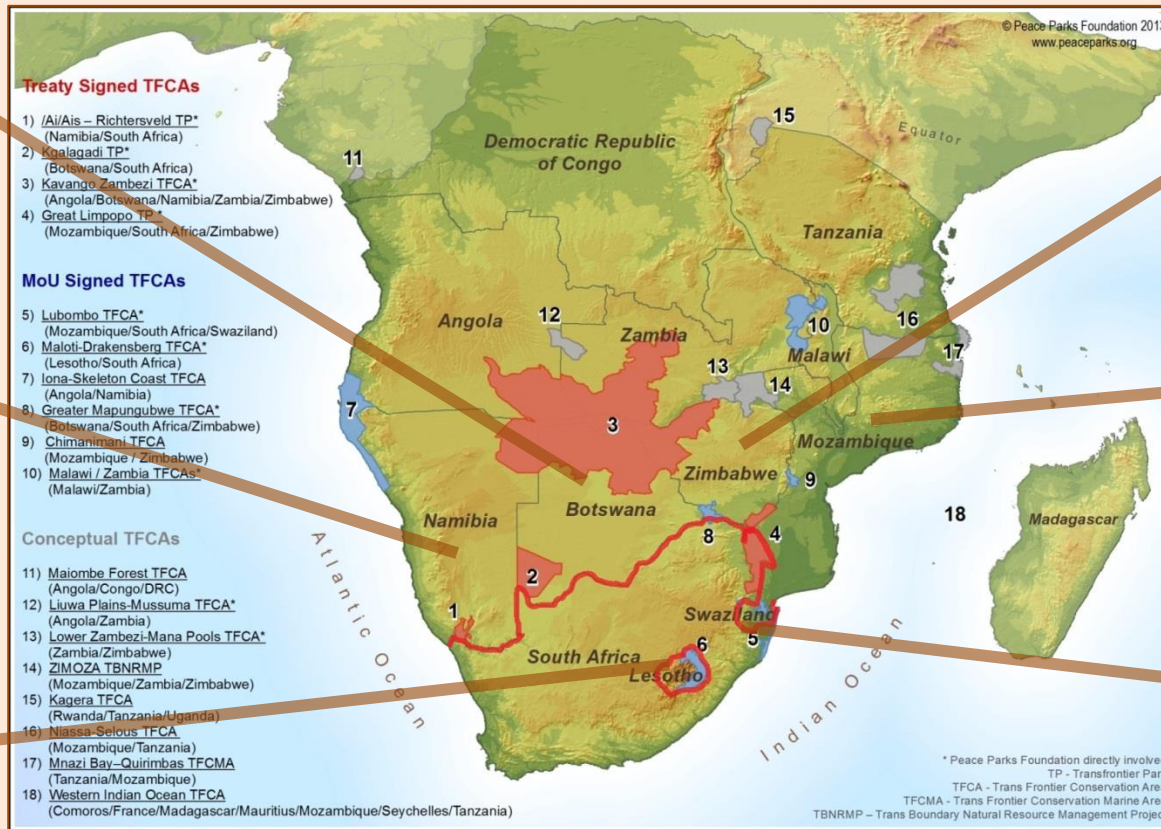 © Peace Parks Foundation 2013
www.peaceparks.org
Treaty Signed TFCAs
1) /Ai/Ais – Richtersveld TP*
(Namibia/South Africa)
2) Kgalagadi TP*
(Botswana/South Africa)
3) Kavango Zambezi TFCA*
(Angola/Botswana/Namibia/Zambia/Zimbabwe)
4) Great Limpopo TP *
(Mozambique/South Africa/Zimbabwe)
MoU Signed TFCAs
5) Lubombo TFCA*
(Mozambique/South Africa/Swaziland)
6) Maloti-Drakensberg TFCA*
(Lesotho/South Africa)
7) Iona-Skeleton Coast TFCA
(Angola/Namibia)
8) Greater Mapungubwe TFCA*
(Botswana/South Africa/Zimbabwe)
9) Chimanimani TFCA
(Mozambique / Zimbabwe)
10) Malawi / Zambia TFCAs*
(Malawi/Zambia)
Conceptual TFCAs
11) Maiombe Forest TFCA
(Angola/Congo/DRC)
12) Liuwa Plains-Mussuma TFCA*
(Angola/Zambia)
13) Lower Zambezi-Mana Pools TFCA*
(Zambia/Zimbabwe)
14) ZIMOZA TBNRMP
(Mozambique/Zambia/Zimbabwe)
15) Kagera TFCA
(Rwanda/Tanzania/Uganda)
16) Niassa-Selous TFCA
(Mozambique/Tanzania)
17) Mnazi Bay–Quirimbas TFCMA
(Tanzania/Mozambique)
18) Western Indian Ocean TFCA
(Comoros/France/Madagascar/Mauritius/Mozambique/Seychelles/Tanzania)
15
Equator
Democratic Republic
of Congo
11
Tanzania
16
Angola
12
Zambia
10
Malawi
17
13
14
7
3
Mozambique
Zimbabwe
9
Botswana
Namibia
8
4
18
Madagascar
2
1
Swaziland
5
South Africa
6
Lesotho
Atlantic Ocean
Indian Ocean
* Peace Parks Foundation directly involve
TP - Transfrontier Par
TFCA - Trans Frontier Conservation Are
TFCMA - Trans Frontier Conservation Marine Are
TBNRMP – Trans Boundary Natural Resource Management Projec